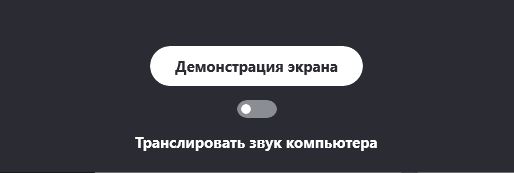 Демонстрация экрана
Транслировать звук компьютера